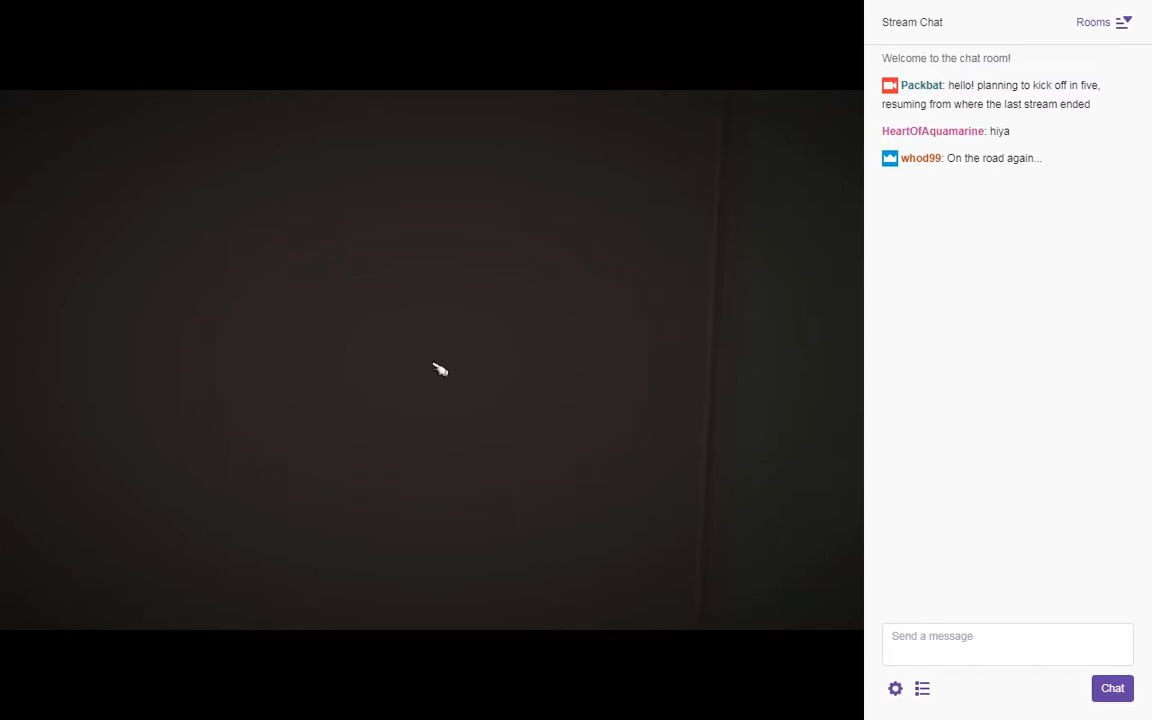 Stream Chat
Rooms
Welcome to the chat room!
Packbat: hello! planning to kick off in five,
resuming from where the last stream ended
HeartOfAquamarine: hiya
whod99: On the road again...
Send a message
Chat